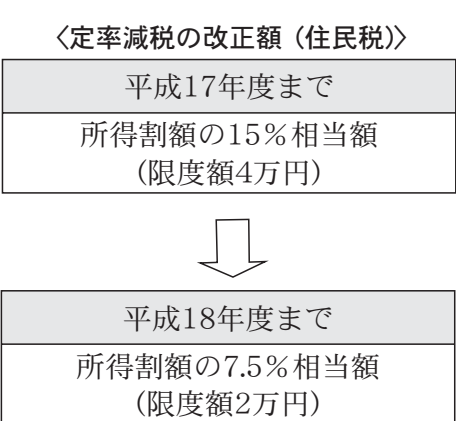 〈定率減税の改正額（住民税）〉
平成17年度まで
所得割額の15％相当額
（限度額4万円）
平成18年度まで
所得割額の7.5％相当額
（限度額2万円）